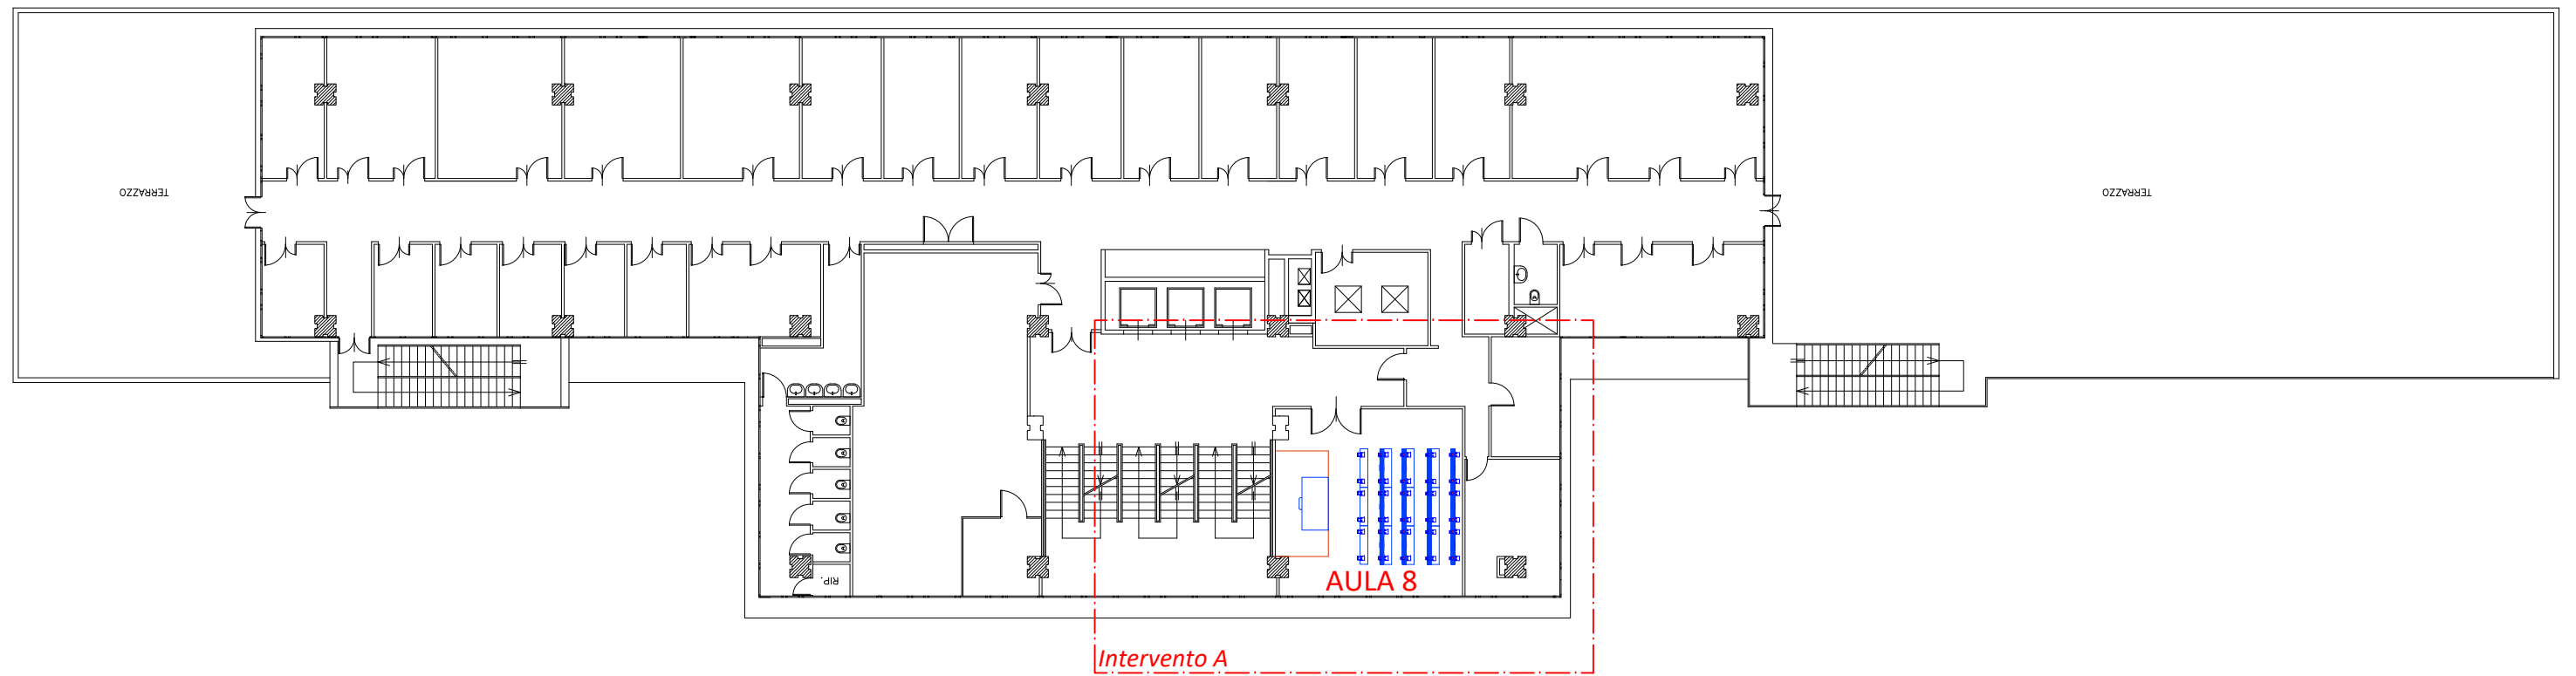 TERRAZZO
TERRAZZO
RIP.
AULA 8
Intervento A